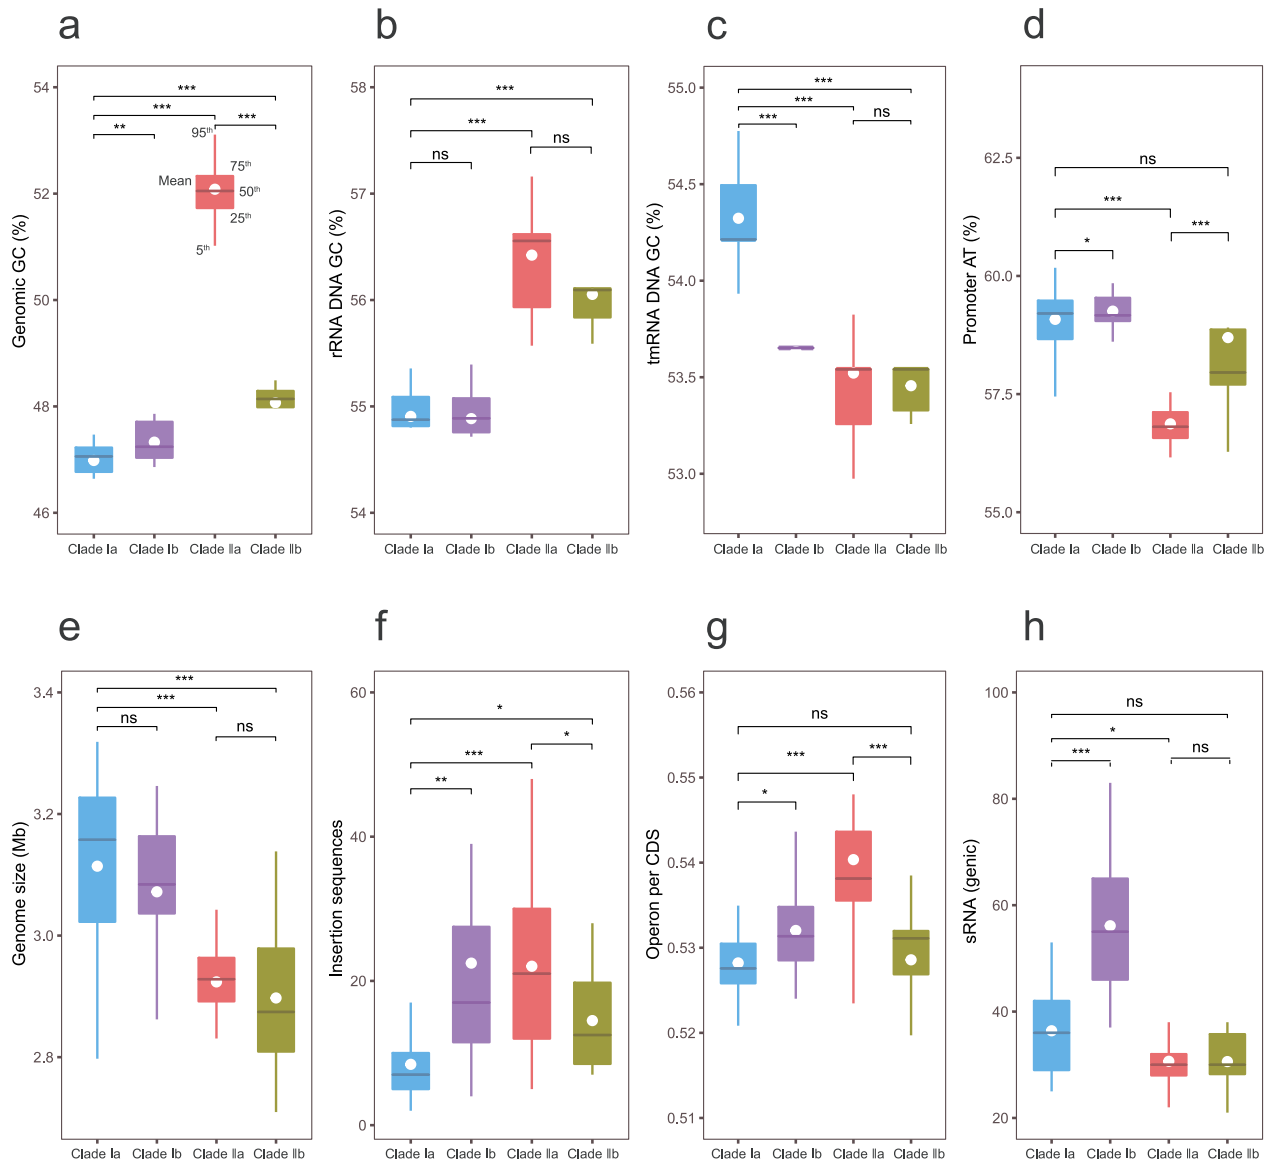 a
Genomic GC (%)
54
52
50
48
46
***
***
**
***
95th
75th
Mean
50th
25th
5th
Clade Ia
Clade Ib
Clade IIa
Clade IIb
b
rRNA DNA GC (%)
58
57
56
55
54
***
***
ns
ns
Clade Ia
Clade Ib
Clade IIa
Clade IIb
c
tmRNA DNA GC (%)
55.0
54.5
54.0
53.5
53.0
***
***
***
ns
Clade Ia
Clade Ib
Clade IIa
Clade IIb
d
Promoter AT (%)
62.5
60.0
57.5
55.0
ns
***
***
*
Clade Ia
Clade Ib
Clade IIa
Clade IIb
e
Genome size (Mb)
3.4
3.2
3.0
2.8
***
***
ns
ns
Clade Ia
Clade Ib
Clade IIa
Clade IIb
f
Insertion sequences
60
40
20
0
*
***
*
**
Clade Ia
Clade Ib
Clade IIa
Clade IIb
g
Operon per CDS
0.56
0.55
0.54
0.53
0.52
0.51
ns
***
***
*
Clade Ia
Clade Ib
Clade IIa
Clade IIb
h
sRNA (genic)
100
80
60
40
20
ns
*
***
ns
Clade Ia
Clade Ib
Clade IIa
Clade IIb